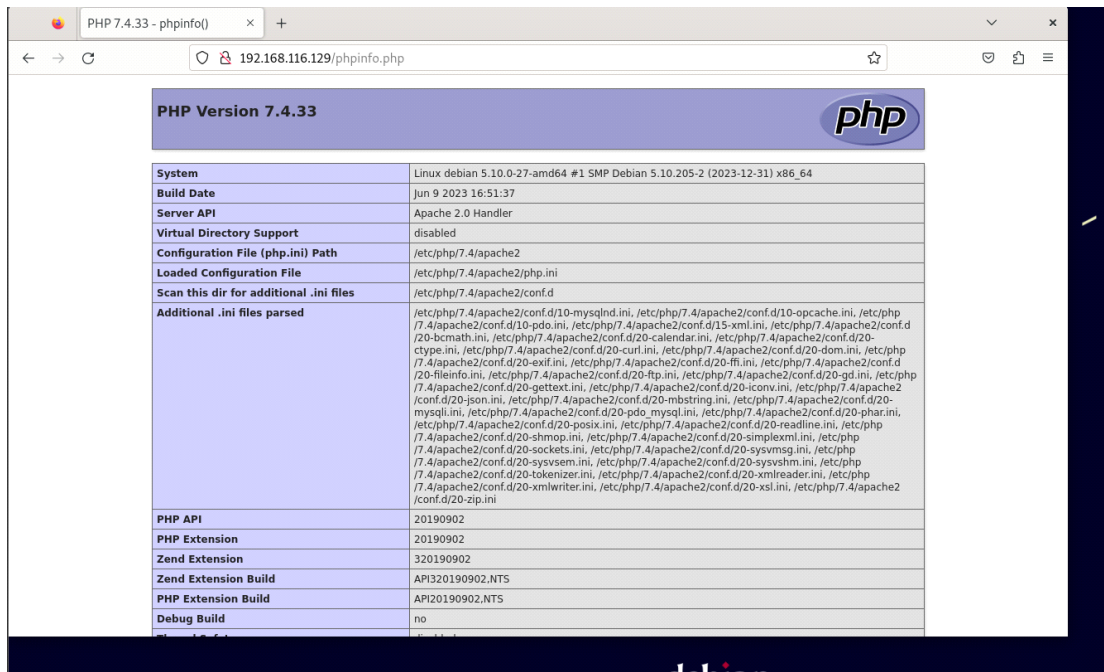 PHP 7.4.33 - phpinfo()
192.168.116.129/phpinfo.php
PHP Version 7.4.33
php
System Linux debian 5.10.0-27-amd64 #1 SMP Debian 5.10.205-2 (2023-12-31) x86_64
Build Date Jun 9 2023 16:51:37
Server API Apache 2.0 Handler
Virtual Directory Support disabled
Configuration File (php.ini) Path /etc/php/7.4/apache2
Loaded Configuration File /etc/php/7.4/apache2/php.ini
Scan this dir for additional .ini files /etc/php/7.4/apache2/conf.d
Additional .ini files parsed /etc/php/7.4/apache2/conf.d/10-mysqlnd.ini, /etc/php/7.4/apache2/conf.d/10-opcache.ini, /etc/php
/7.4/apache2/conf.d/10-pdo.ini, /etc/php/7.4/apache2/conf.d/15-xml.ini, /etc/php/7.4/apache2/conf.d
/20-bcmath.ini, /etc/php/7.4/apache2/conf.d/20-calendar.ini, /etc/php/7.4/apache2/conf.d/20-
ctype.ini, /etc/php/7.4/apache2/conf.d/20-curl.ini, /etc/php/7.4/apache2/conf.d/20-dom.ini, /etc/php
/7.4/apache2/conf.d/20-exif.ini, /etc/php/7.4/apache2/conf.d/20-ffi.ini, /etc/php/7.4/apache2/conf.d
/20-fileinfo.ini, /etc/php/7.4/apache2/conf.d/20-ftp.ini, /etc/php/7.4/apache2/conf.d/20-gd.ini, /etc/php
/7.4/apache2/conf.d/20-gettext.ini, /etc/php/7.4/apache2/conf.d/20-iconv.ini, /etc/php/7.4/apache2
/conf.d/20-json.ini, /etc/php/7.4/apache2/conf.d/20-mbstring.ini, /etc/php/7.4/apache2/conf.d/20-
mysqli.ini, /etc/php/7.4/apache2/conf.d/20-pdo_mysql.ini, /etc/php/7.4/apache2/conf.d/20-phar.ini,
/etc/php/7.4/apache2/conf.d/20-posix.ini, /etc/php/7.4/apache2/conf.d/20-readline.ini, /etc/php
/7.4/apache2/conf.d/20-shmop.ini, /etc/php/7.4/apache2/conf.d/20-simplexml.ini, /etc/php
/7.4/apache2/conf.d/20-sockets.ini, /etc/php/7.4/apache2/conf.d/20-sysvmsg.ini, /etc/php
/7.4/apache2/conf.d/20-sysvsem.ini, /etc/php/7.4/apache2/conf.d/20-sysvshm.ini, /etc/php
/7.4/apache2/conf.d/20-tokenizer.ini, /etc/php/7.4/apache2/conf.d/20-xmlreader.ini, /etc/php
/7.4/apache2/conf.d/20-xmlwriter.ini, /etc/php/7.4/apache2/conf.d/20-xsl.ini, /etc/php/7.4/apache2
/conf.d/20-zip.ini
PHP API 20190902
PHP Extension 20190902
Zend Extension 320190902
Zend Extension Build API320190902,NTS
PHP Extension Build API20190902,NTS
Debug Build no
debian